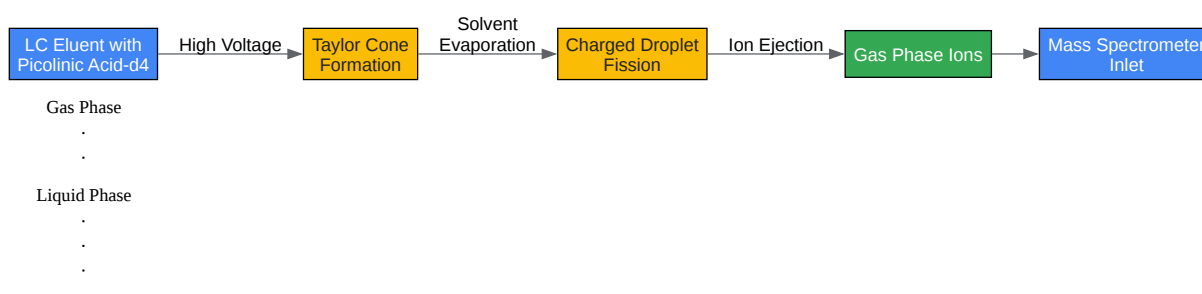 LC Eluent with
Picolinic Acid-d4
High Voltage
Taylor Cone
Formation
Solvent
Evaporation
Charged Droplet
Fission
Ion Ejection
Gas Phase Ions
Mass Spectrometer
Inlet
Gas Phase
.
.
Liquid Phase
.
.
.